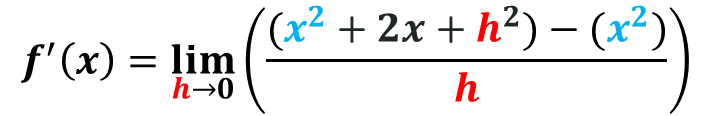 f'(x) = lim h→0 (((x² + 2x + h²) − (x²)) / h)